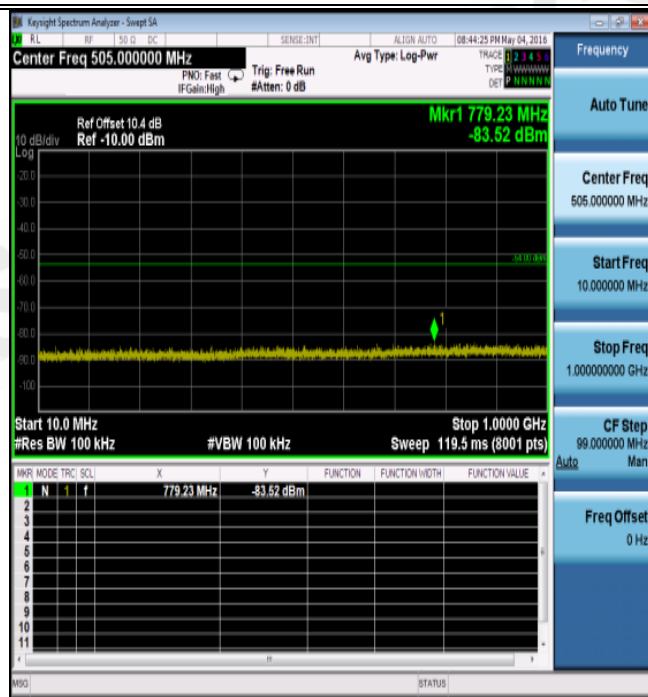 Keysight Spectrum Analyzer - Swept SA
RL RF 50 Ω DC SENSE:INT ALIGN AUTO 08:44:25 PM May 04, 2016
Center Freq 505.000000 MHz
PNO: Fast
IFGain:High
Trig: Free Run
#Atten: 0 dB
Avg Type: Log-Pwr
TRACE 1 2 3 4 5 6
TYPE M WWWWW
DET P N N N N N
Ref Offset 10.4 dB
Ref -10.00 dBm
10 dB/div
Log
Mkr1 779.23 MHz
-83.52 dBm
-20.0
-30.0
-40.0
-50.0
-60.0
-70.0
-80.0
-90.0
-100
1
Start 10.0 MHz
Stop 1.0000 GHz
#Res BW 100 kHz
#VBW 100 kHz
Sweep 119.5 ms (8001 pts)
MKR MODE TRC SCL X Y FUNCTION FUNCTION WIDTH FUNCTION VALUE
1 N 1 f 779.23 MHz -83.52 dBm
2
3
4
5
6
7
8
9
10
11
MSG
STATUS
Frequency
Auto Tune
Center Freq
505.000000 MHz
Start Freq
10.000000 MHz
Stop Freq
1.000000000 GHz
CF Step
99.000000 MHz
Auto Man
Freq Offset
0 Hz